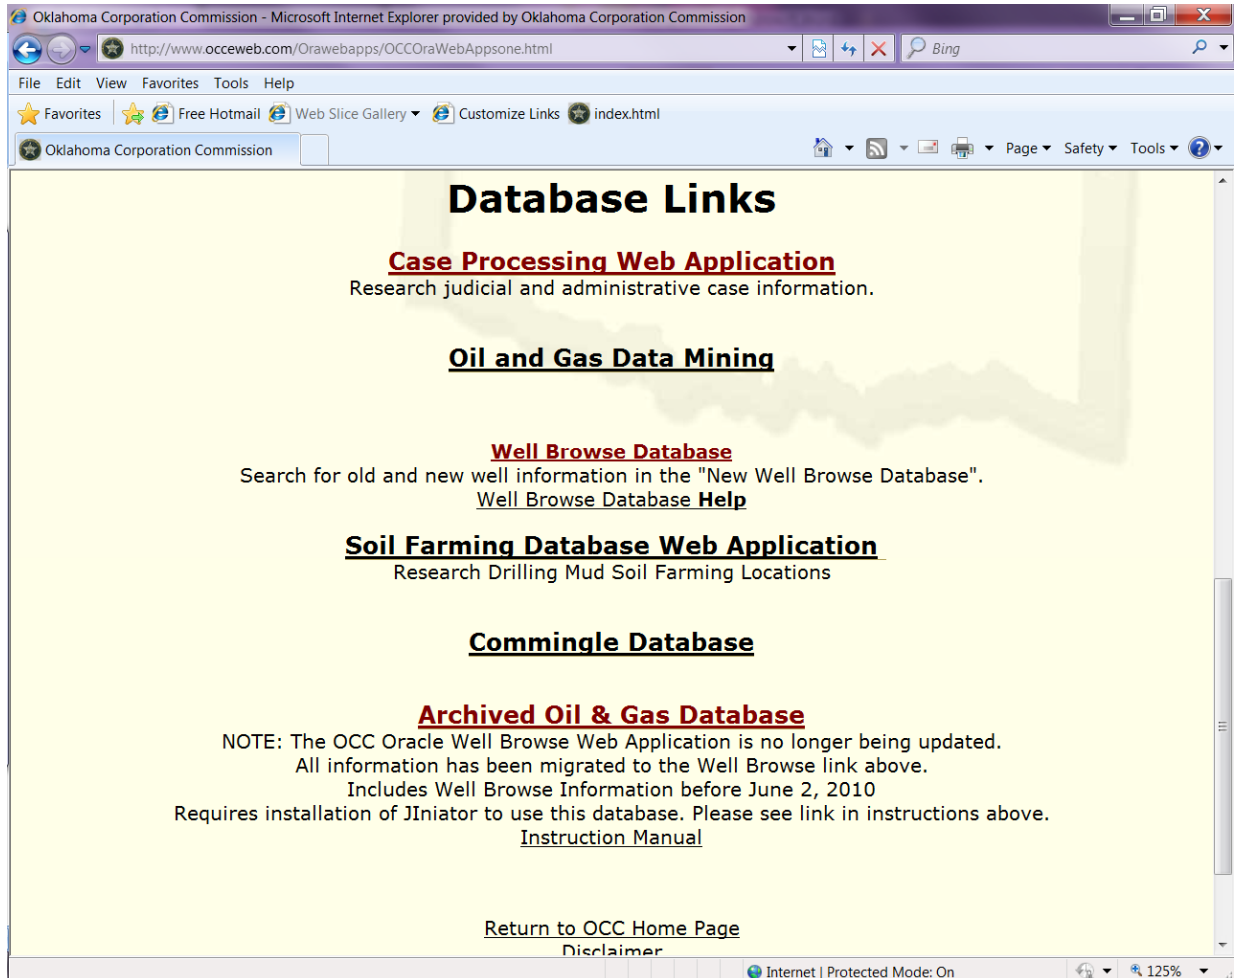 Oklahoma Corporation Commission - Microsoft Internet Explorer provided by Oklahoma Corporation Commission
http://www.occeweb.com/Orawebapps/OCCOraWebAppsone.html
Bing
File Edit View Favorites Tools Help
Favorites Free Hotmail Web Slice Gallery Customize Links index.html
Oklahoma Corporation Commission Page Safety Tools
Database Links
Case Processing Web Application
Research judicial and administrative case information.
Oil and Gas Data Mining
Well Browse Database
Search for old and new well information in the "New Well Browse Database".
Well Browse Database Help
Soil Farming Database Web Application
Research Drilling Mud Soil Farming Locations
Commingle Database
Archived Oil & Gas Database
NOTE: The OCC Oracle Well Browse Web Application is no longer being updated.
All information has been migrated to the Well Browse link above.
Includes Well Browse Information before June 2, 2010
Requires installation of JIniator to use this database. Please see link in instructions above.
Instruction Manual
Return to OCC Home Page
Disclaimer
Internet | Protected Mode: On 125%